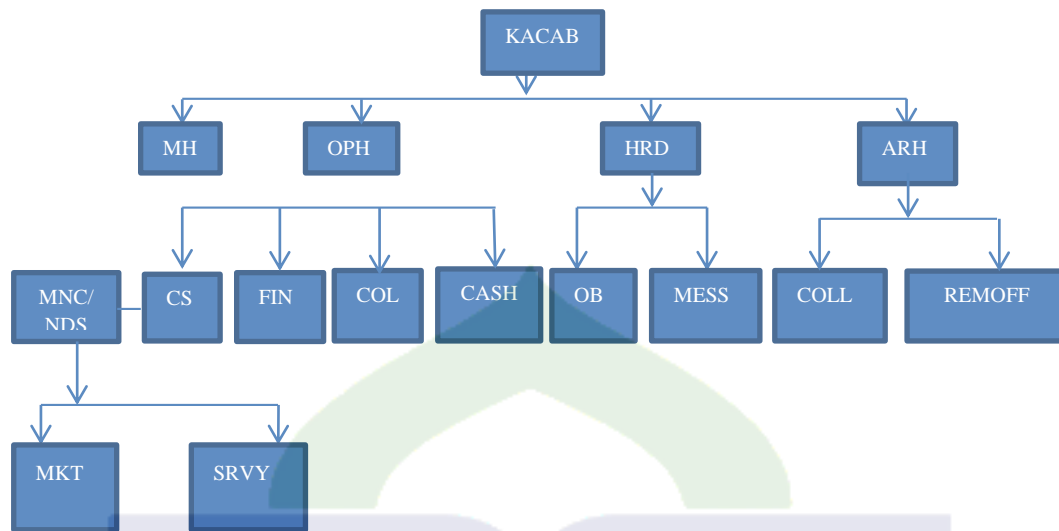 KACAB
MH
OPH
HRD
ARH
MNC/
NDS
CS
FIN
COL
CASH
OB
MESS
COLL
REMOFF
MKT
SRVY